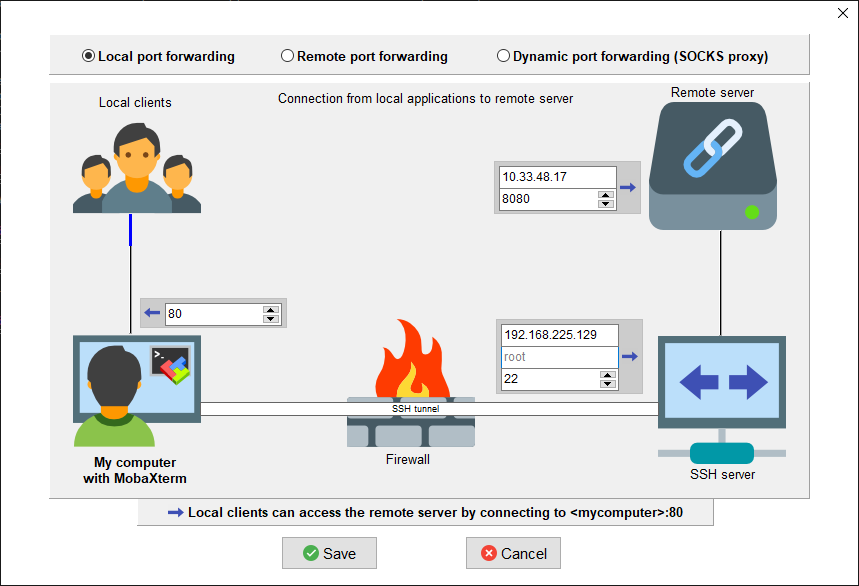 Local port forwarding
Remote port forwarding
Dynamic port forwarding (SOCKS proxy)
Local clients
Connection from local applications to remote server
Remote server
10.33.48.17
8080
80
192.168.225.129
root
22
>_
SSH tunnel
Firewall
My computer
with MobaXterm
SSH server
Local clients can access the remote server by connecting to <mycomputer>:80
Save
Cancel